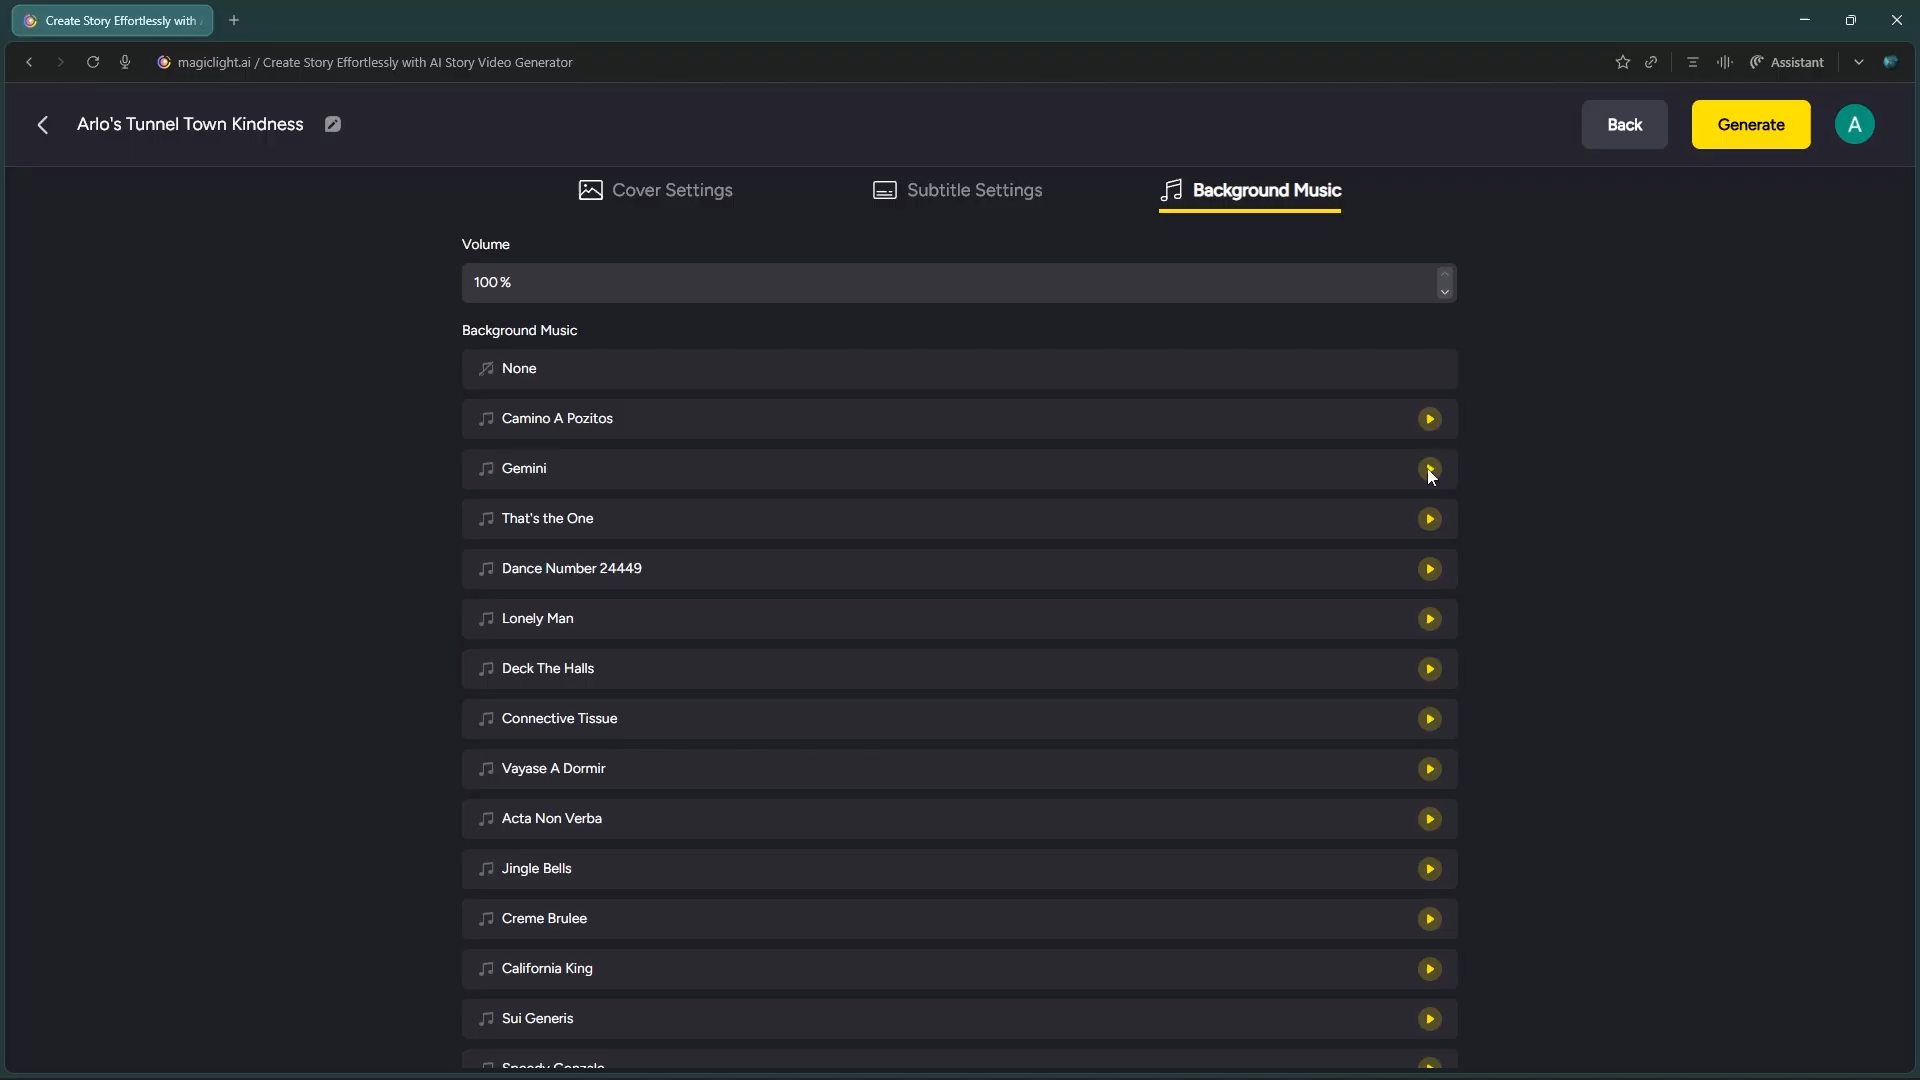 Create Story Effortlessly with
magiclight.ai / Create Story Effortlessly with AI Story Video Generator
Assistant
Arlo's Tunnel Town Kindness
Back
Generate
A
Cover Settings
Subtitle Settings
Background Music
Volume
100%
Background Music
None
Camino A Pozitos
Gemini
That's the One
Dance Number 24449
Lonely Man
Deck The Halls
Connective Tissue
Vayase A Dormir
Acta Non Verba
Jingle Bells
Creme Brulee
California King
Sui Generis